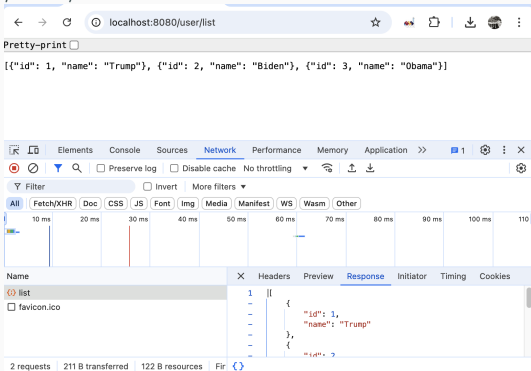 localhost:8080/user/list
Pretty-print
[{"id": 1, "name": "Trump"}, {"id": 2, "name": "Biden"}, {"id": 3, "name": "Obama"}]
Elements Console Sources Network Performance Memory Application 1
Preserve log Disable cache No throttling
Filter Invert More filters
All Fetch/XHR Doc CSS JS Font Img Media Manifest WS Wasm Other
10 ms 20 ms 30 ms 40 ms 50 ms 60 ms 70 ms 80 ms 90 ms 100 ms 110
Name Headers Preview Response Initiator Timing Cookies
list
favicon.ico
1 [
- {
- "id": 1,
- "name": "Trump"
- },
- {
- "id": 2,
2 requests 211 B transferred 122 B resources Fir {}